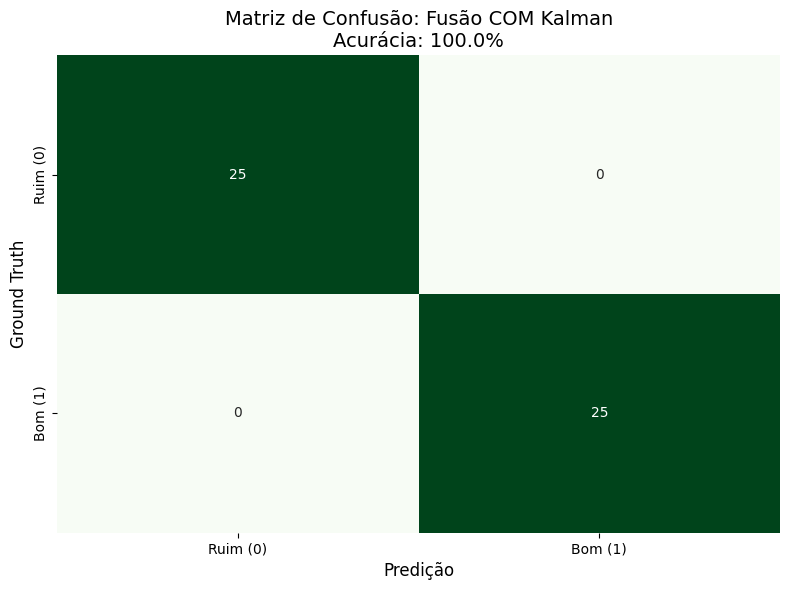 Matriz de Confusão: Fusão COM Kalman
Acurácia: 100.0%
Ground Truth
Ruim (0)
25
0
Bom (1)
0
25
Ruim (0)
Bom (1)
Predição